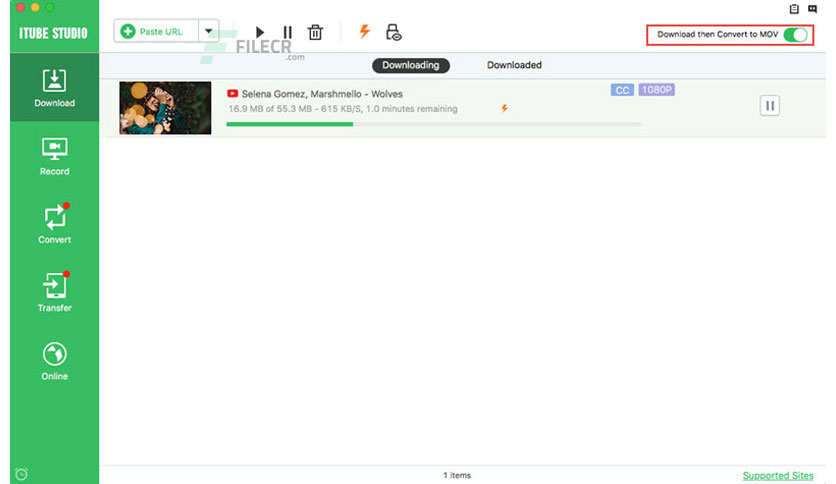 ITUBE STUDIO
Paste URL
FILECR
.com
Download then Convert to MOV
Downloading
Downloaded
Download
Selena Gomez, Marshmello - Wolves
CC
1080P
16.9 MB of 55.3 MB - 615 KB/S, 1.0 minutes remaining
Record
Convert
Transfer
Online
1 items
Supported Sites